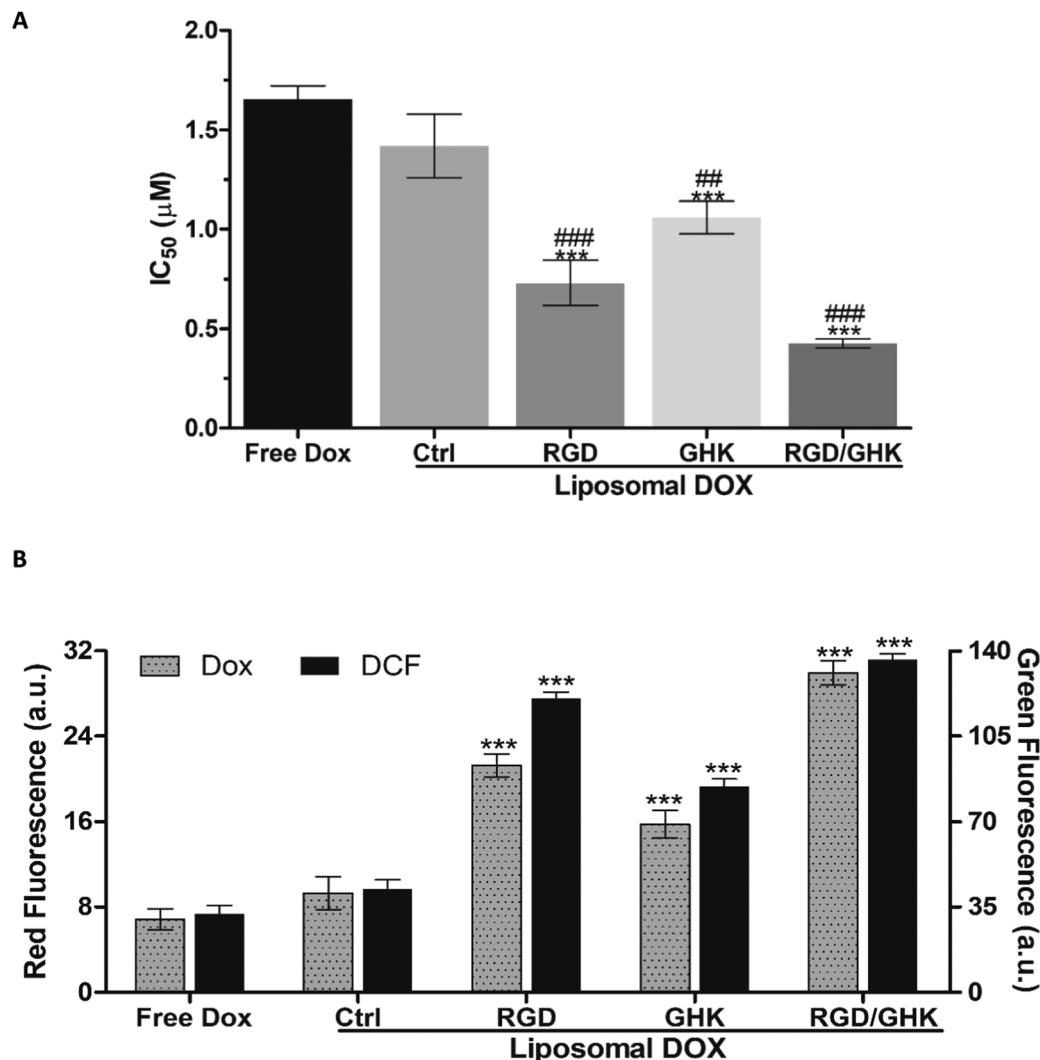 A
2.0
1.5
1.0
0.5
0.0
IC50 (μM)
##
***
###
***
###
***
Free Dox Ctrl RGD GHK RGD/GHK
Liposomal DOX
B
Dox DCF
32
24
16
8
0
Red Fluorescence (a.u.)
*** ***
*** ***
*** ***
140
105
70
35
0
Green Fluorescence (a.u.)
Free Dox Ctrl RGD GHK RGD/GHK
Liposomal DOX